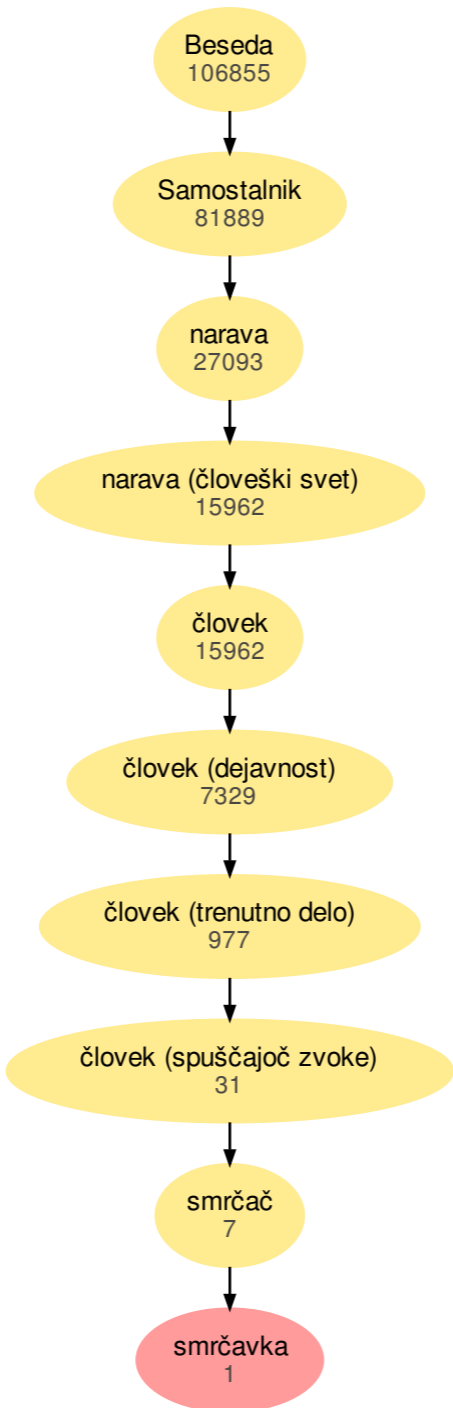 Beseda
106855
Samostalnik
81889
narava
27093
narava (človeški svet)
15962
človek
15962
človek (dejavnost)
7329
človek (trenutno delo)
977
človek (spuščajoč zvoke)
31
smrčač
7
smrčavka
1